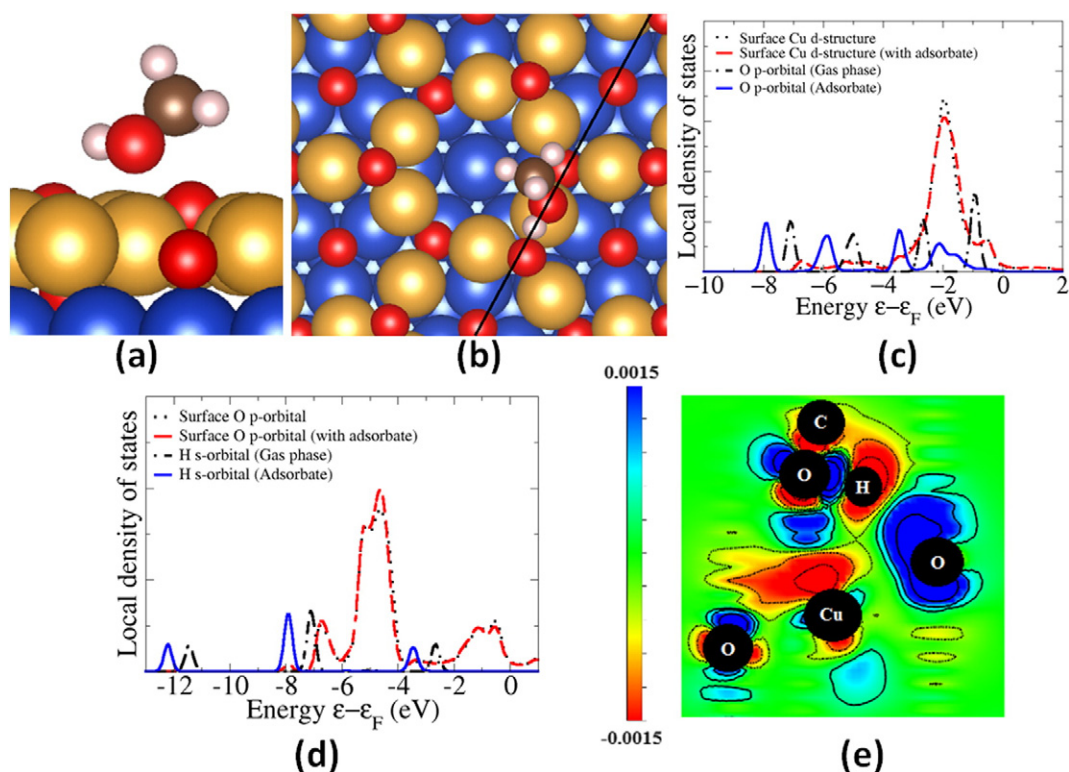 Surface Cu d-structure
Surface Cu d-structure (with adsorbate)
O p-orbital (Gas phase)
O p-orbital (Adsorbate)
Local density of states
−10 −8 −6 −4 −2 0 2
Energy ε−ε_F (eV)
(a)
(b)
(c)
Surface O p-orbital
Surface O p-orbital (with adsorbate)
H s-orbital (Gas phase)
H s-orbital (Adsorbate)
Local density of states
-12 -10 -8 -6 -4 -2 0
Energy ε−ε_F (eV)
(d)
0.0015
-0.0015
C
O
H
O
Cu
O
(e)